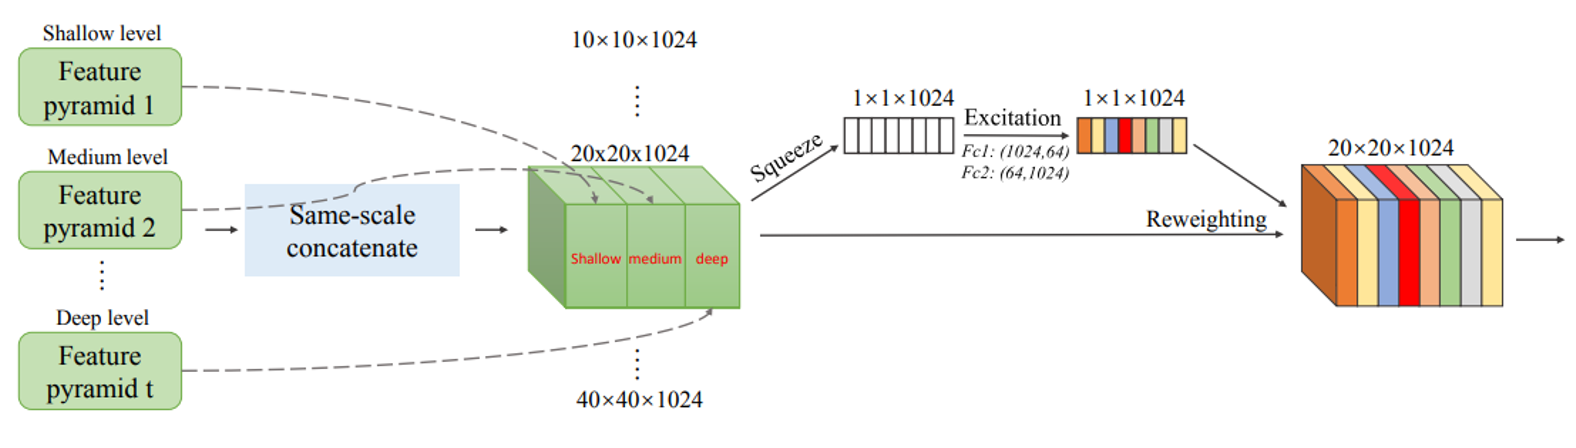 Shallow level
Feature
pyramid 1
Medium level
Feature
pyramid 2
Deep level
Feature
pyramid t
Same-scale
concatenate
10×10×1024
20x20x1024
Shallow medium deep
40×40×1024
Squeeze
1×1×1024
Excitation
Fc1: (1024,64)
Fc2: (64,1024)
1×1×1024
Reweighting
20×20×1024